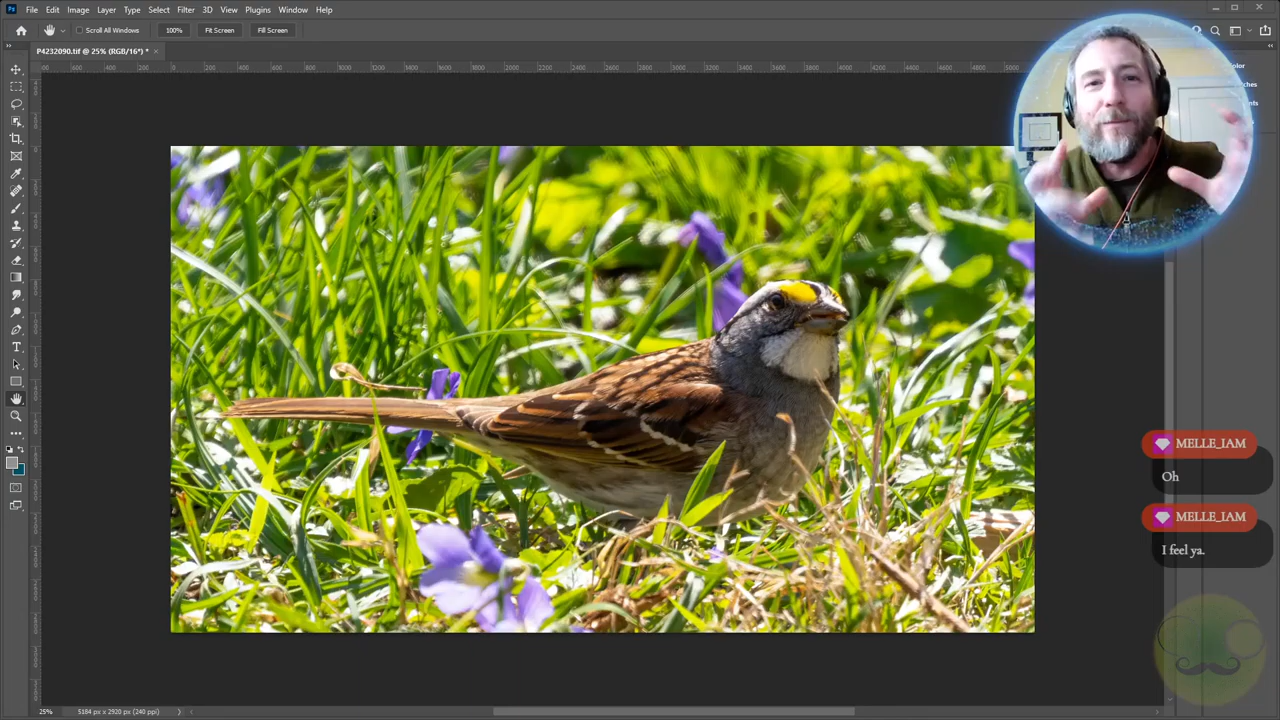 Ps File Edit Image Layer Type Select Filter 3D View Plugins Window Help
Scroll All Windows 100% Fit Screen Fill Screen
P4232090.tif @ 25% (RGB/16*) * ×
MELLE_IAM
Oh
MELLE_IAM
I feel ya.
25% 5184 px x 2920 px (240 ppi)